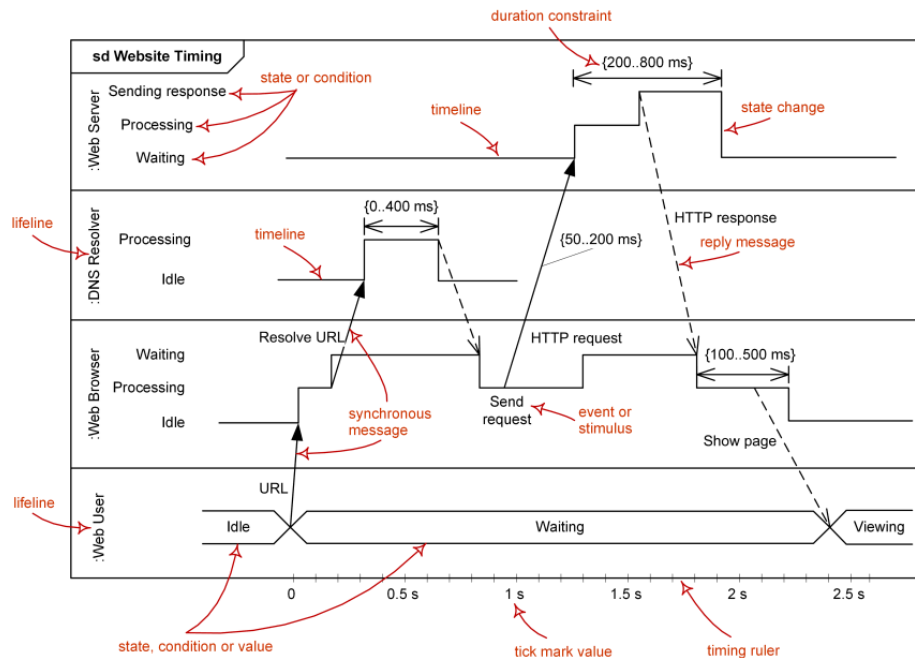 duration constraint
sd Website Timing
{200..800 ms}
state or condition
Sending response
:Web Server
Processing
timeline
state change
Waiting
lifeline
:DNS Resolver
{0..400 ms}
HTTP response
Processing
{50..200 ms}
reply message
timeline
Idle
:Web Browser
Resolve URL
HTTP request
Waiting
{100..500 ms}
Processing
Send
request
event or
stimulus
synchronous
message
Idle
Show page
URL
lifeline
:Web User
Idle
Waiting
Viewing
0
0.5 s
1 s
1.5 s
2 s
2.5 s
state, condition or value
tick mark value
timing ruler